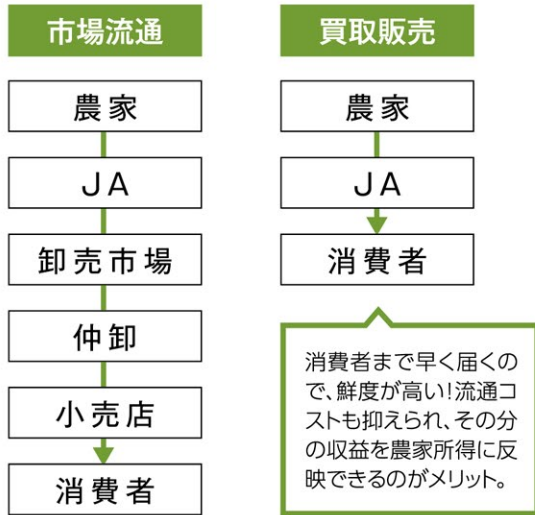 市場流通
農家
JA
卸売市場
仲卸
小売店
消費者
買取販売
農家
JA
消費者
消費者まで早く届くの
で、鮮度が高い!流通コ
ストも抑えられ、その分
の収益を農家所得に反
映できるのがメリット。